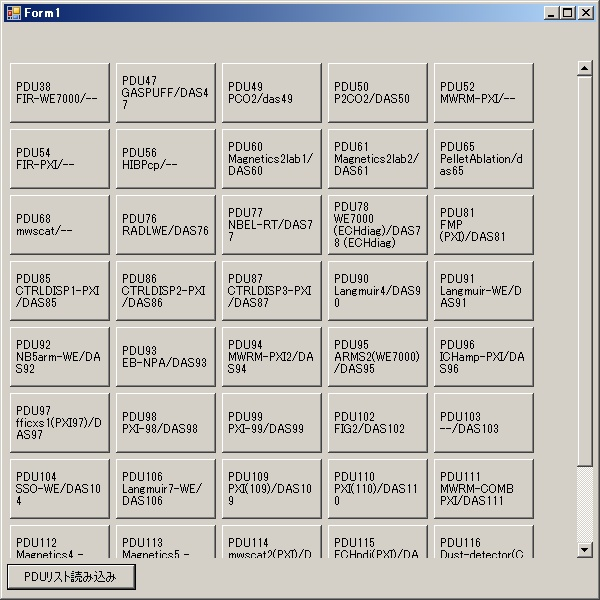 Form1
PDU38
FIR-WE7000/--
PDU47
GASPUFF/DAS4
7
PDU49
PCO2/das49
PDU50
P2CO2/DAS50
PDU52
MWRM-PXI/--
PDU54
FIR-PXI/--
PDU56
HIBPcp/--
PDU60
Magnetics2lab1/
DAS60
PDU61
Magnetics2lab2/
DAS61
PDU65
PelletAblation/d
as65
PDU68
mwscat/--
PDU76
RADLWE/DAS76
PDU77
NBEL-RT/DAS7
7
PDU78
WE7000
(ECHdiag)/DAS7
8 (ECHdiag)
PDU81
FMP
(PXI)/DAS81
PDU85
CTRLDISP1-PXI
/DAS85
PDU86
CTRLDISP2-PXI
/DAS86
PDU87
CTRLDISP3-PXI
/DAS87
PDU90
Langmuir4/DAS9
0
PDU91
Langmuir-WE/D
AS91
PDU92
NB5arm-WE/DA
S92
PDU93
EB-NPA/DAS93
PDU94
MWRM-PXI2/DA
S94
PDU95
ARMS2(WE7000)
/DAS95
PDU96
ICHamp-PXI/DA
S96
PDU97
fficxs1(PXI97)/D
AS97
PDU98
PXI-98/DAS98
PDU99
PXI-99/DAS99
PDU102
FIG2/DAS102
PDU103
--/DAS103
PDU104
SSO-WE/DAS10
4
PDU106
Langmuir7-WE/
DAS106
PDU109
PXI(109)/DAS10
9
PDU110
PXI(110)/DAS11
0
PDU111
MWRM-COMB
PXI/DAS111
PDU112
Magnetics4 -
PDU113
Magnetics5 -
PDU114
mwscat2(PXI)/D
PDU115
ECHpdi(PXI)/DA
PDU116
Dust-detector(C
PDUリスト読み込み